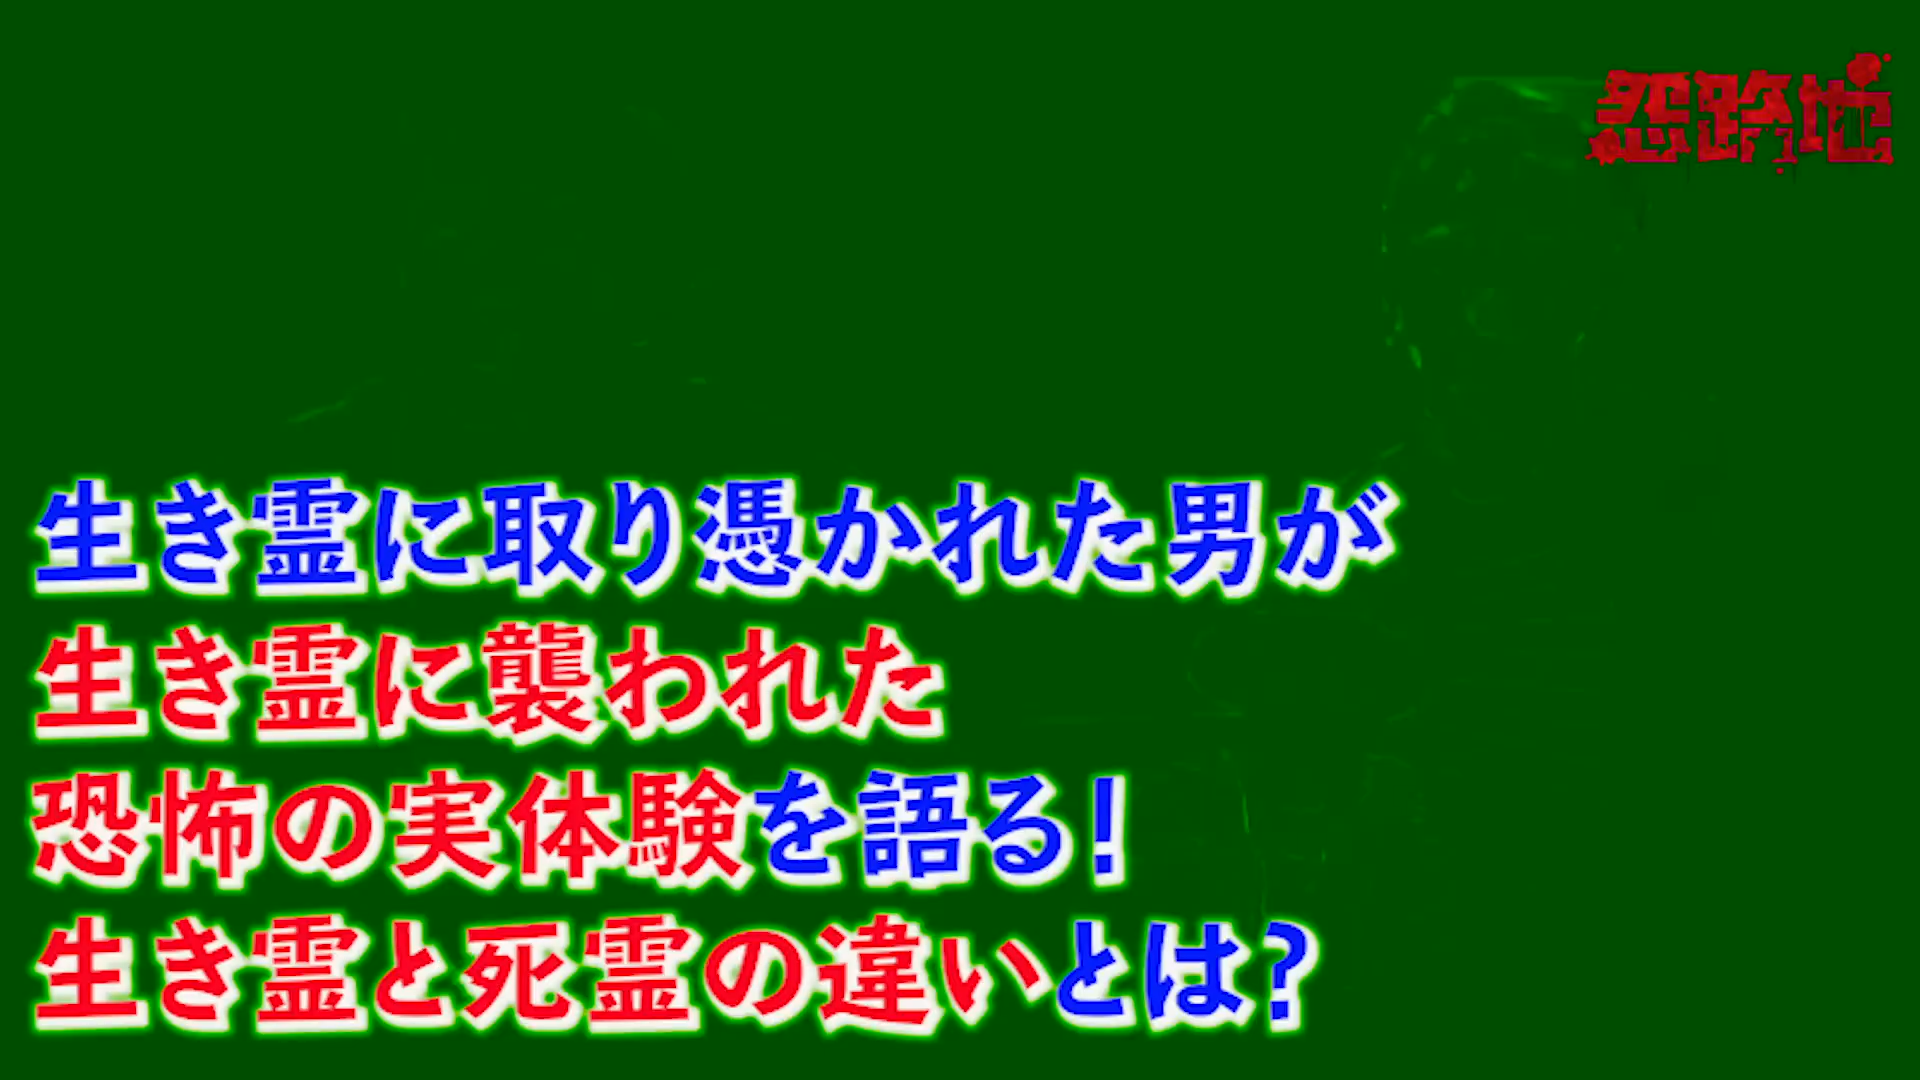 怨路地
生き霊に取り憑かれた男が
生き霊に襲われた
恐怖の実体験を語る!
生き霊と死霊の違いとは?